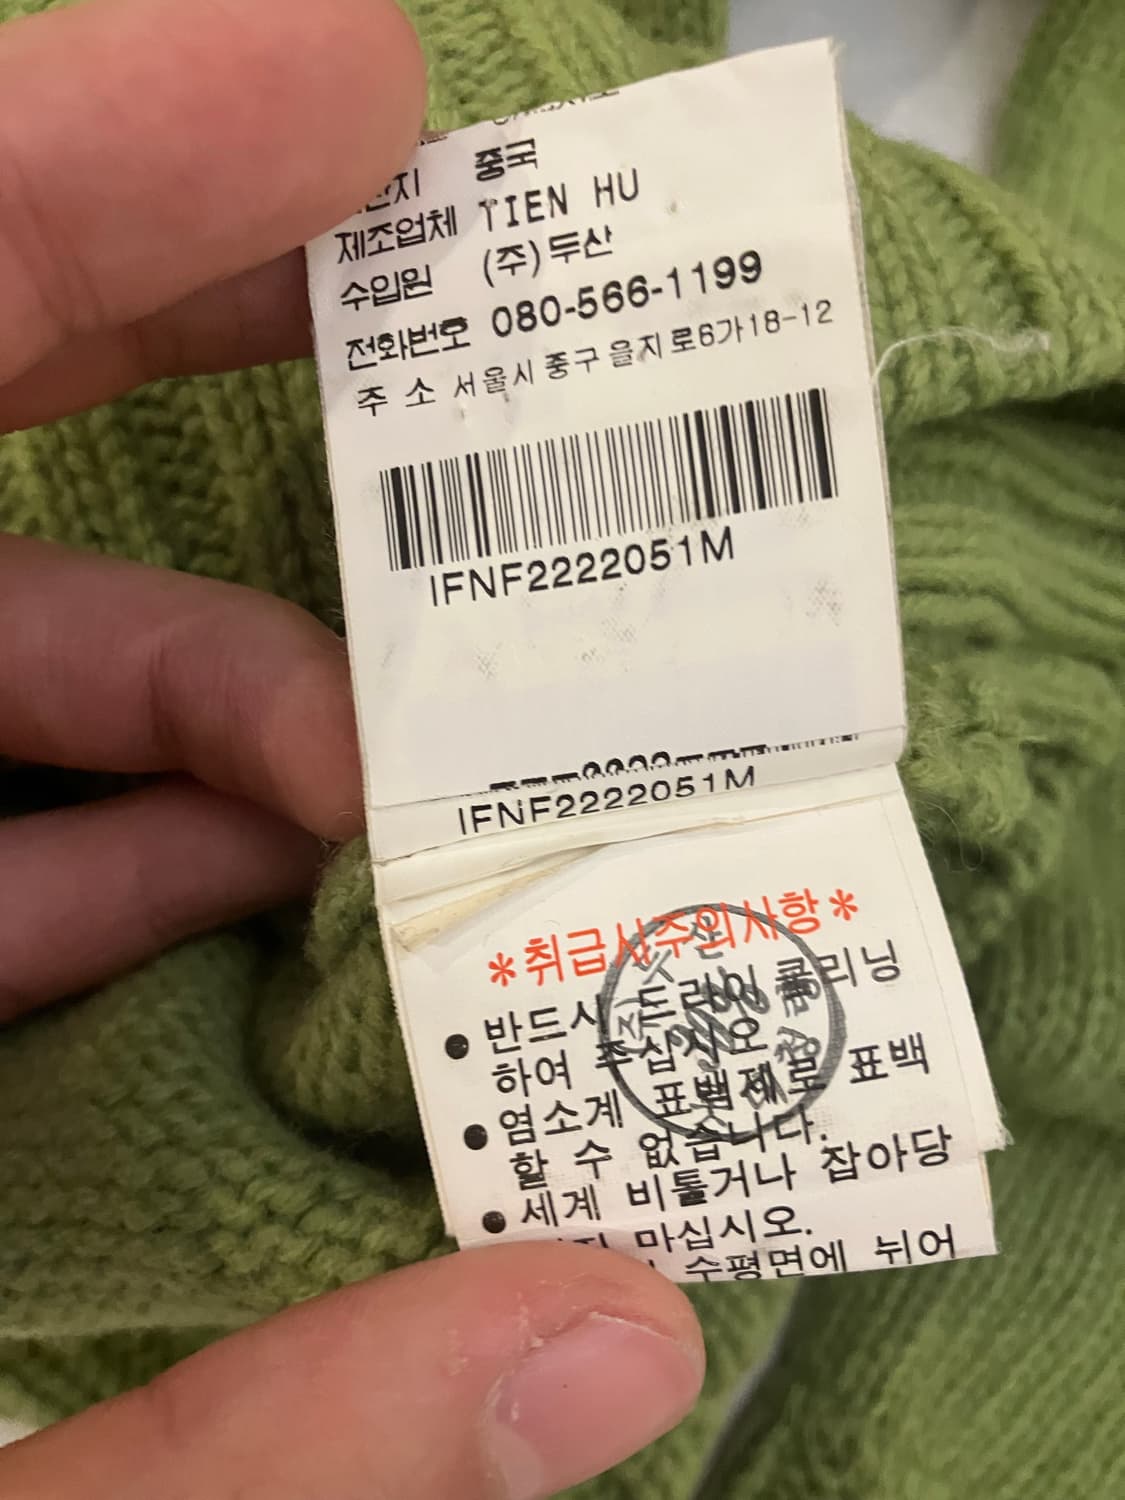 중국
제조업체 TIEN HU
수입원 (주)두산
전화번호 080-566-1199
주 소 서울시 중구 을지로6가18-12
IFNF2222051M
IFNF2222051M
*취급시주의사항*
● 반드시 드라이 클리닝
하여 주십시오
● 염소계 표백제로 표백
할 수 없습니다.
● 세게 비틀거나 잡아당
마십시오.
수평면에 뉘어